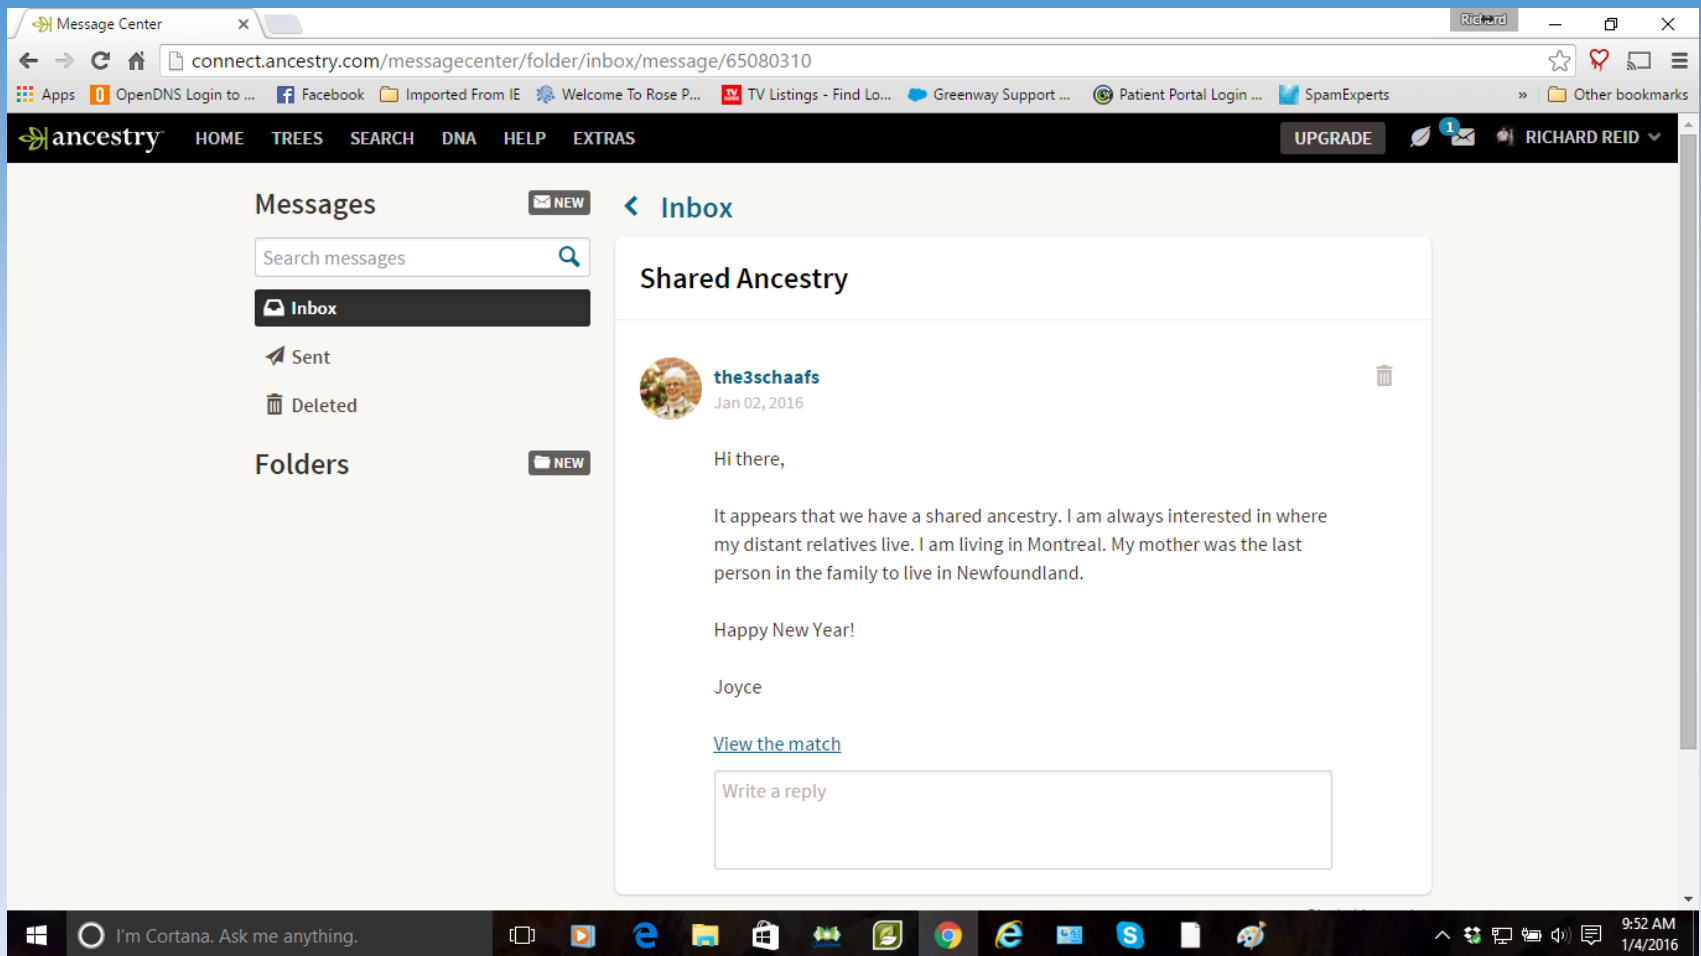 Message Center
Richard
connect.ancestry.com/messagecenter/folder/inbox/message/65080310
Apps OpenDNS Login to ... Facebook Imported From IE Welcome To Rose P... TV Listings - Find Lo... Greenway Support ... Patient Portal Login ... SpamExperts » Other bookmarks
ancestry HOME TREES SEARCH DNA HELP EXTRAS UPGRADE 1 RICHARD REID
Messages NEW
Search messages
Inbox
Sent
Deleted
Folders NEW
Inbox
Shared Ancestry
the3schaafs
Jan 02, 2016
Hi there,
It appears that we have a shared ancestry. I am always interested in where
my distant relatives live. I am living in Montreal. My mother was the last
person in the family to live in Newfoundland.
Happy New Year!
Joyce
View the match
Write a reply
I'm Cortana. Ask me anything.
9:52 AM
1/4/2016